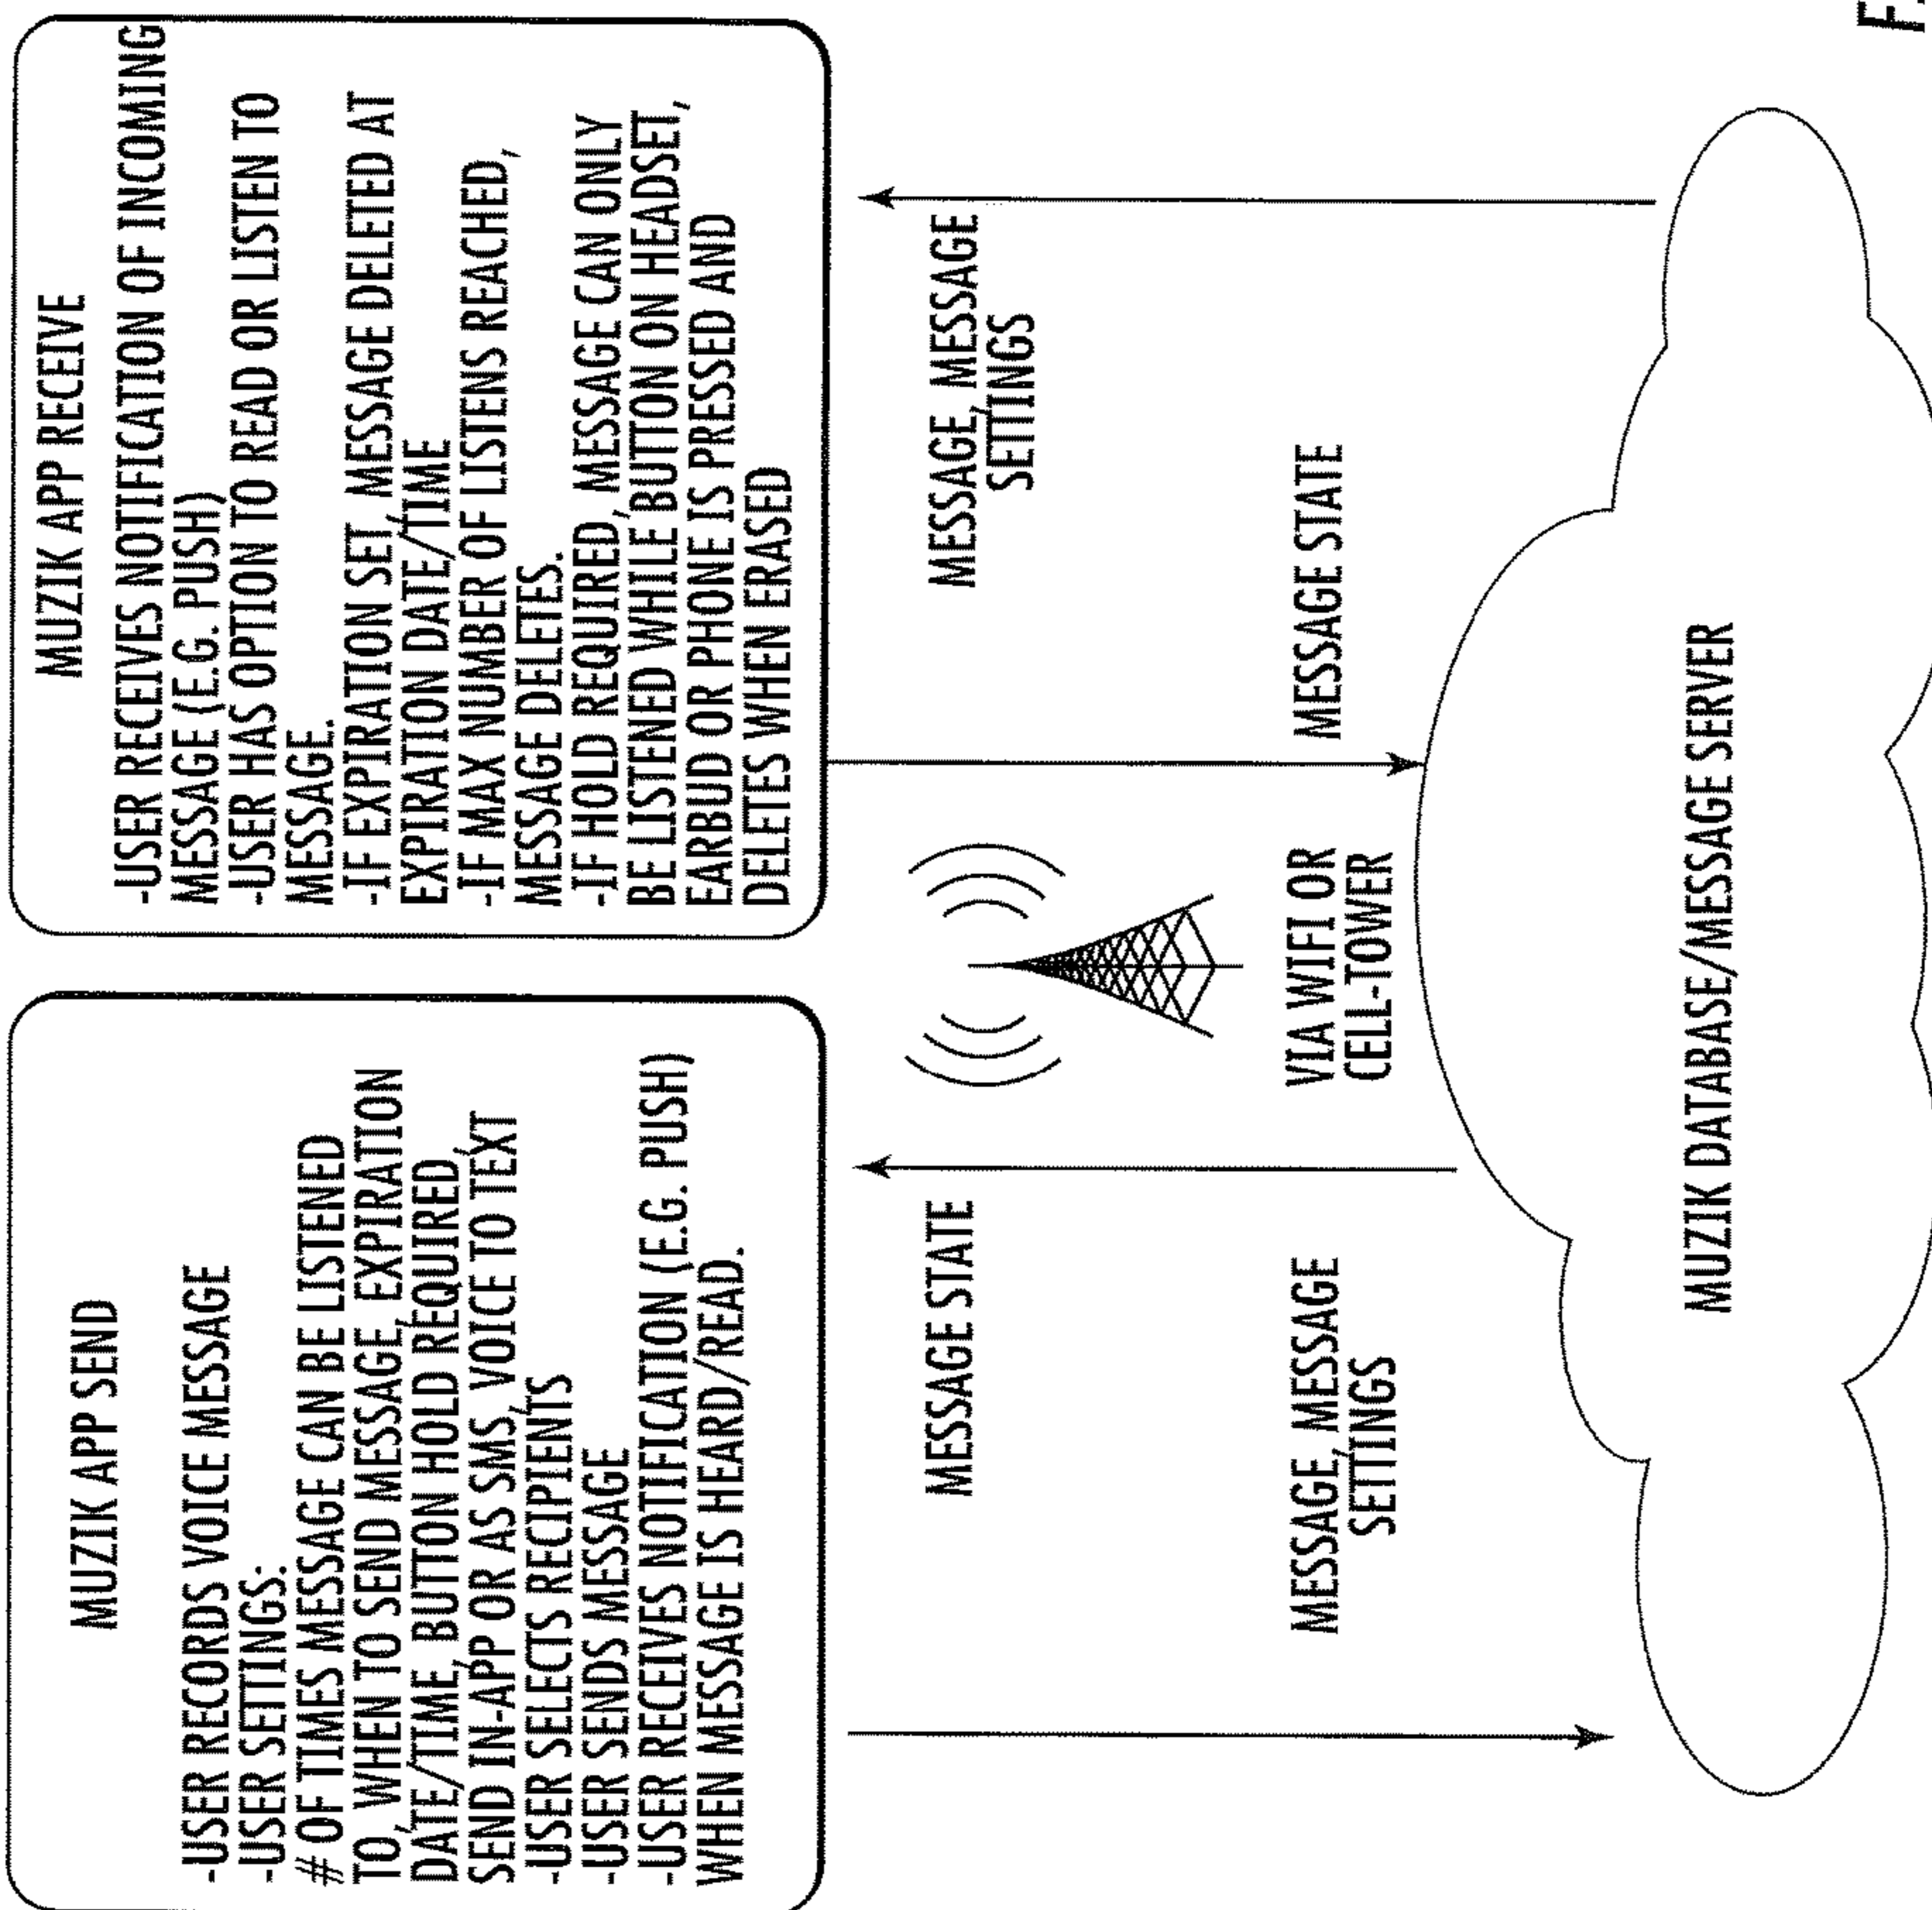 MUZIK APP SEND
-USER RECORDS VOICE MESSAGE
-USER SETTINGS:
# OF TIMES MESSAGE CAN BE LISTENED
TO, WHEN TO SEND MESSAGE, EXPIRATION
DATE/TIME, BUTTON HOLD REQUIRED,
SEND IN-APP OR AS SMS, VOICE TO TEXT
-USER SELECTS RECIPIENTS
-USER SENDS MESSAGE
-USER RECEIVES NOTIFICATION (E.G. PUSH)
WHEN MESSAGE IS HEARD/READ.
MUZIK APP RECEIVE
-USER RECEIVES NOTIFICATION OF INCOMING
MESSAGE (E.G. PUSH)
-USER HAS OPTION TO READ OR LISTEN TO
MESSAGE.
-IF EXPIRATION SET, MESSAGE DELETED AT
EXPIRATION DATE/TIME
-IF MAX NUMBER OF LISTENS REACHED,
MESSAGE DELETES.
-IF HOLD REQUIRED, MESSAGE CAN ONLY
BE LISTENED WHILE BUTTON ON HEADSET,
EARBUD OR PHONE IS PRESSED AND
DELETES WHEN ERASED
MESSAGE STATE
MESSAGE, MESSAGE
SETTINGS
VIA WIFI OR
CELL-TOWER
MESSAGE, MESSAGE
SETTINGS
MESSAGE STATE
MUZIK DATABASE/MESSAGE SERVER